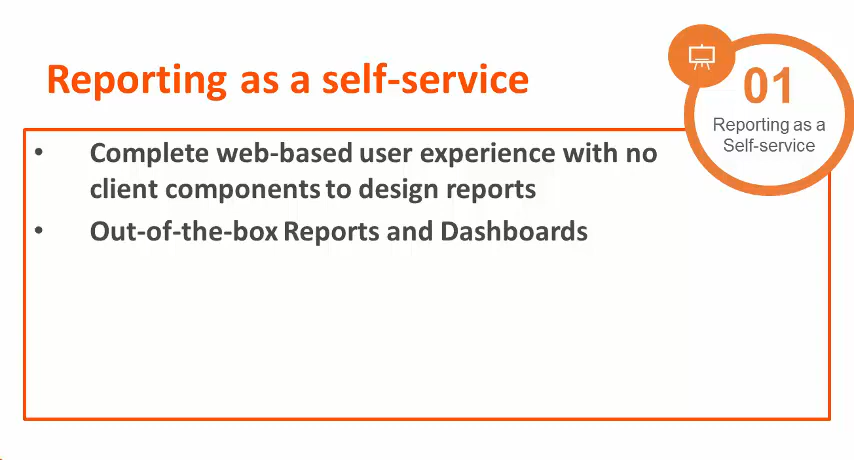 Reporting as a self-service
01
Reporting as a
Self-service
• Complete web-based user experience with no
client components to design reports
• Out-of-the-box Reports and Dashboards